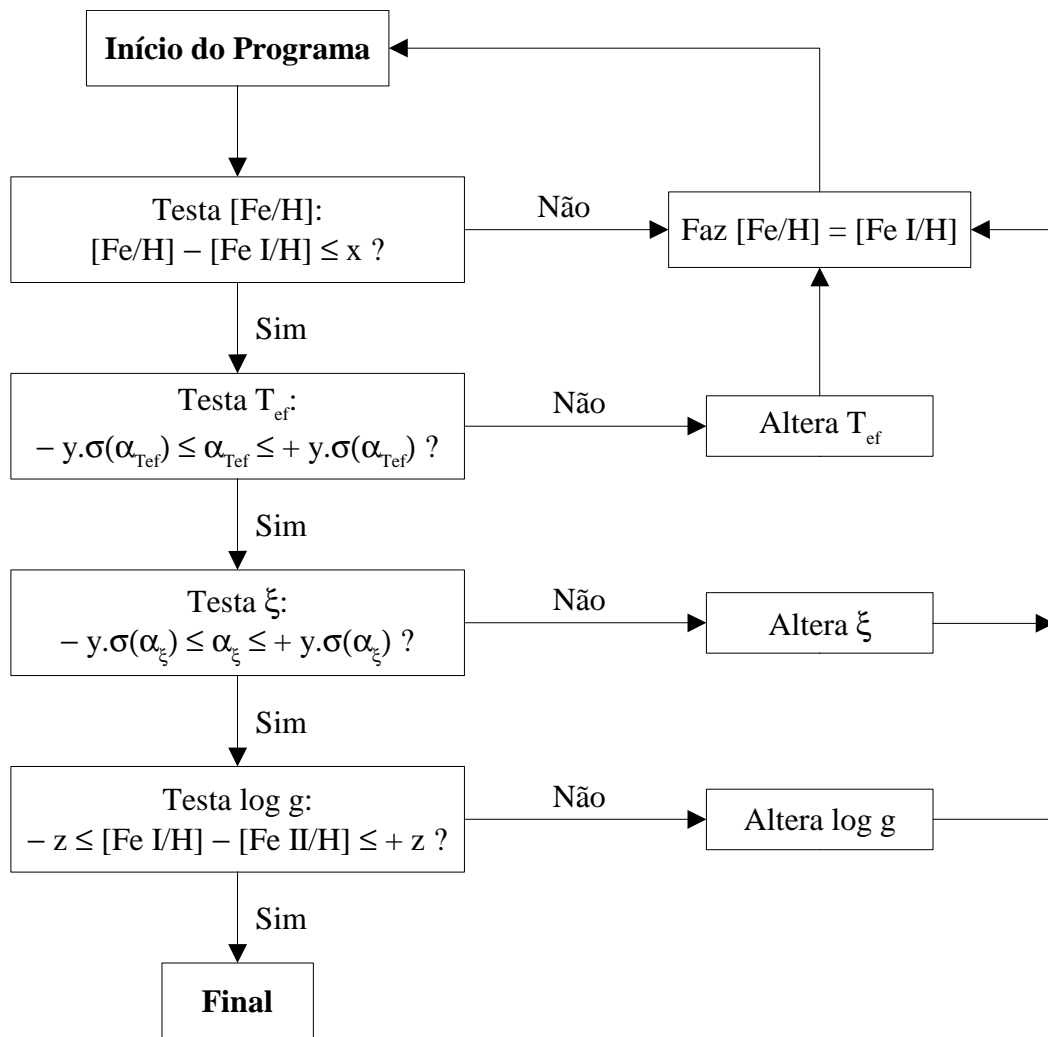 Início do Programa
Testa [Fe/H]:
[Fe/H] − [Fe I/H] ≤ x ?
Não
Faz [Fe/H] = [Fe I/H]
Sim
Testa T_ef:
− y.σ(α_Tef) ≤ α_Tef ≤ + y.σ(α_Tef) ?
Não
Altera T_ef
Sim
Testa ξ:
− y.σ(α_ξ) ≤ α_ξ ≤ + y.σ(α_ξ) ?
Não
Altera ξ
Sim
Testa log g:
− z ≤ [Fe I/H] − [Fe II/H] ≤ + z ?
Não
Altera log g
Sim
Final